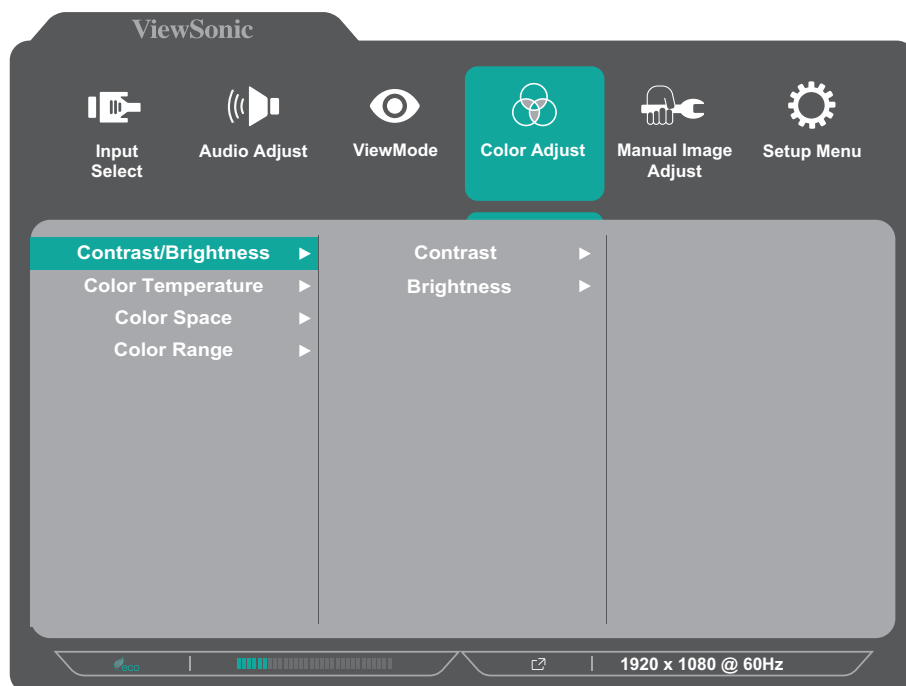 ViewSonic
Input Select
Audio Adjust
ViewMode
Color Adjust
Manual Image Adjust
Setup Menu
Contrast/Brightness
Contrast
Color Temperature
Brightness
Color Space
Color Range
eco
1920 x 1080 @ 60Hz